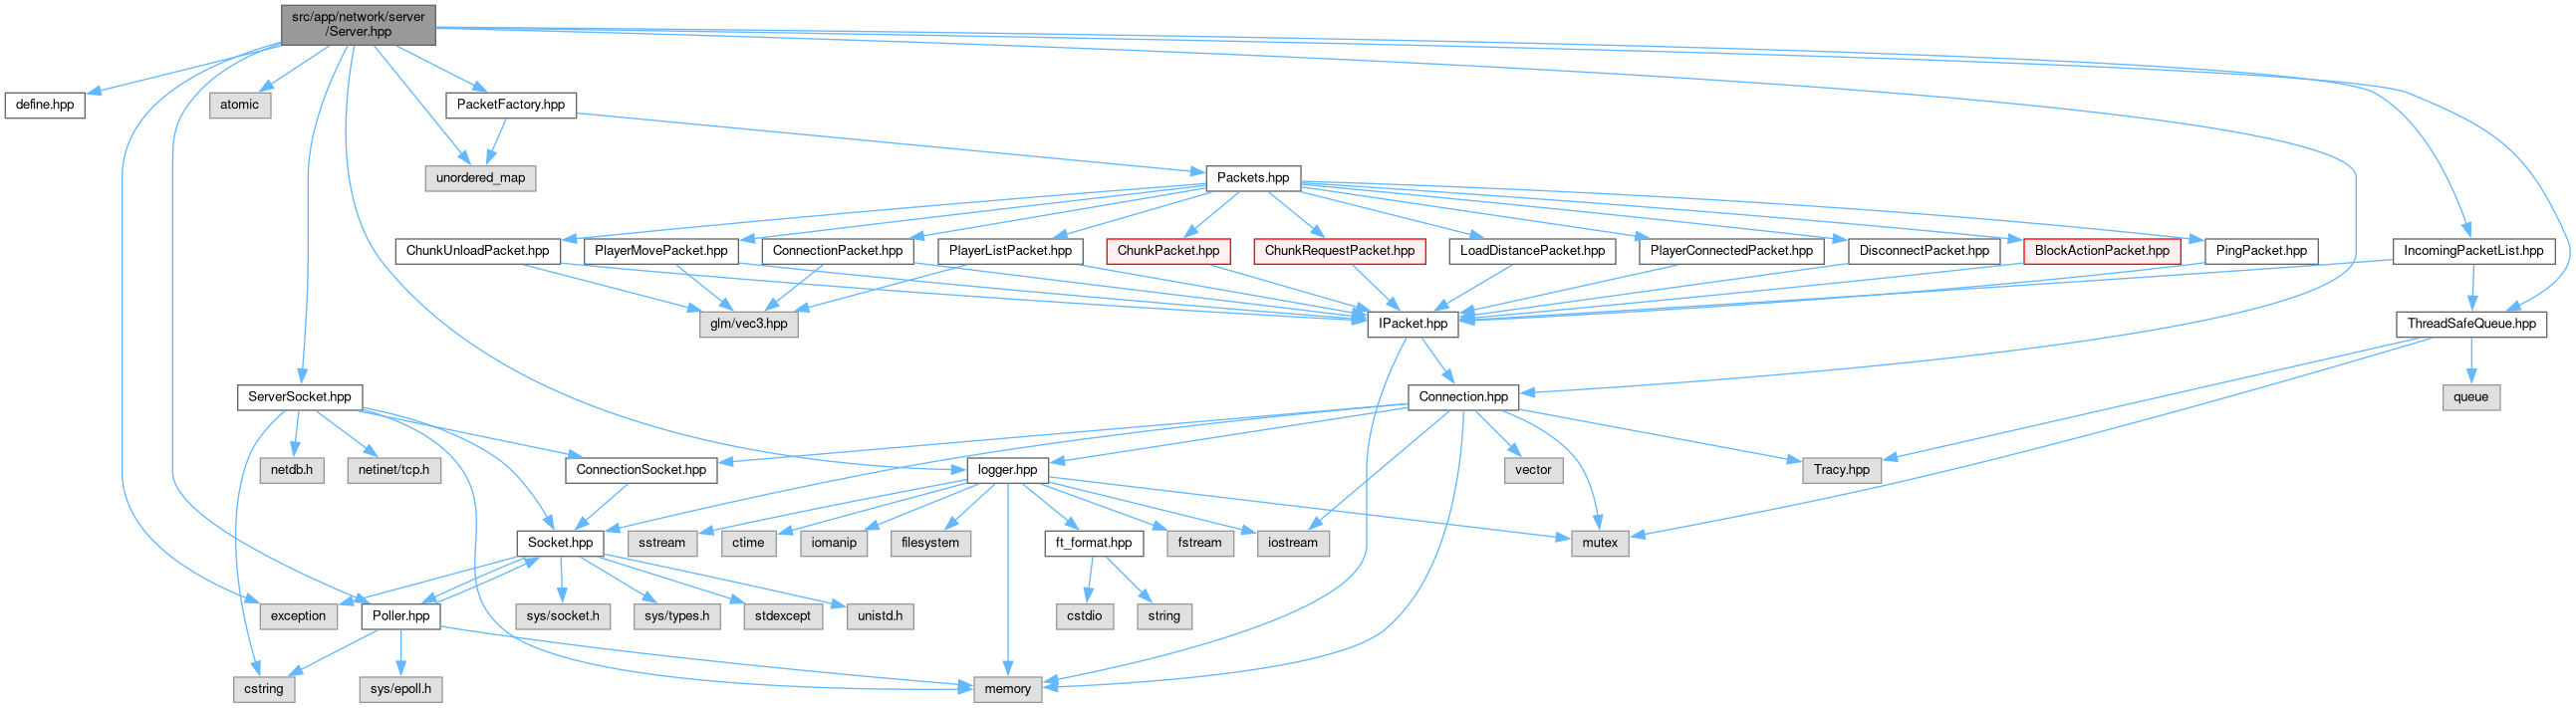 src/app/network/server
/Server.hpp
define.hpp
atomic
PacketFactory.hpp
unordered_map
Packets.hpp
ChunkUnloadPacket.hpp
PlayerMovePacket.hpp
ConnectionPacket.hpp
PlayerListPacket.hpp
ChunkPacket.hpp
ChunkRequestPacket.hpp
LoadDistancePacket.hpp
PlayerConnectedPacket.hpp
DisconnectPacket.hpp
BlockActionPacket.hpp
PingPacket.hpp
IncomingPacketList.hpp
glm/vec3.hpp
IPacket.hpp
ThreadSafeQueue.hpp
ServerSocket.hpp
Connection.hpp
queue
netdb.h
netinet/tcp.h
ConnectionSocket.hpp
logger.hpp
vector
Tracy.hpp
Socket.hpp
sstream
ctime
iomanip
filesystem
ft_format.hpp
fstream
iostream
mutex
exception
Poller.hpp
sys/socket.h
sys/types.h
stdexcept
unistd.h
cstdio
string
cstring
sys/epoll.h
memory